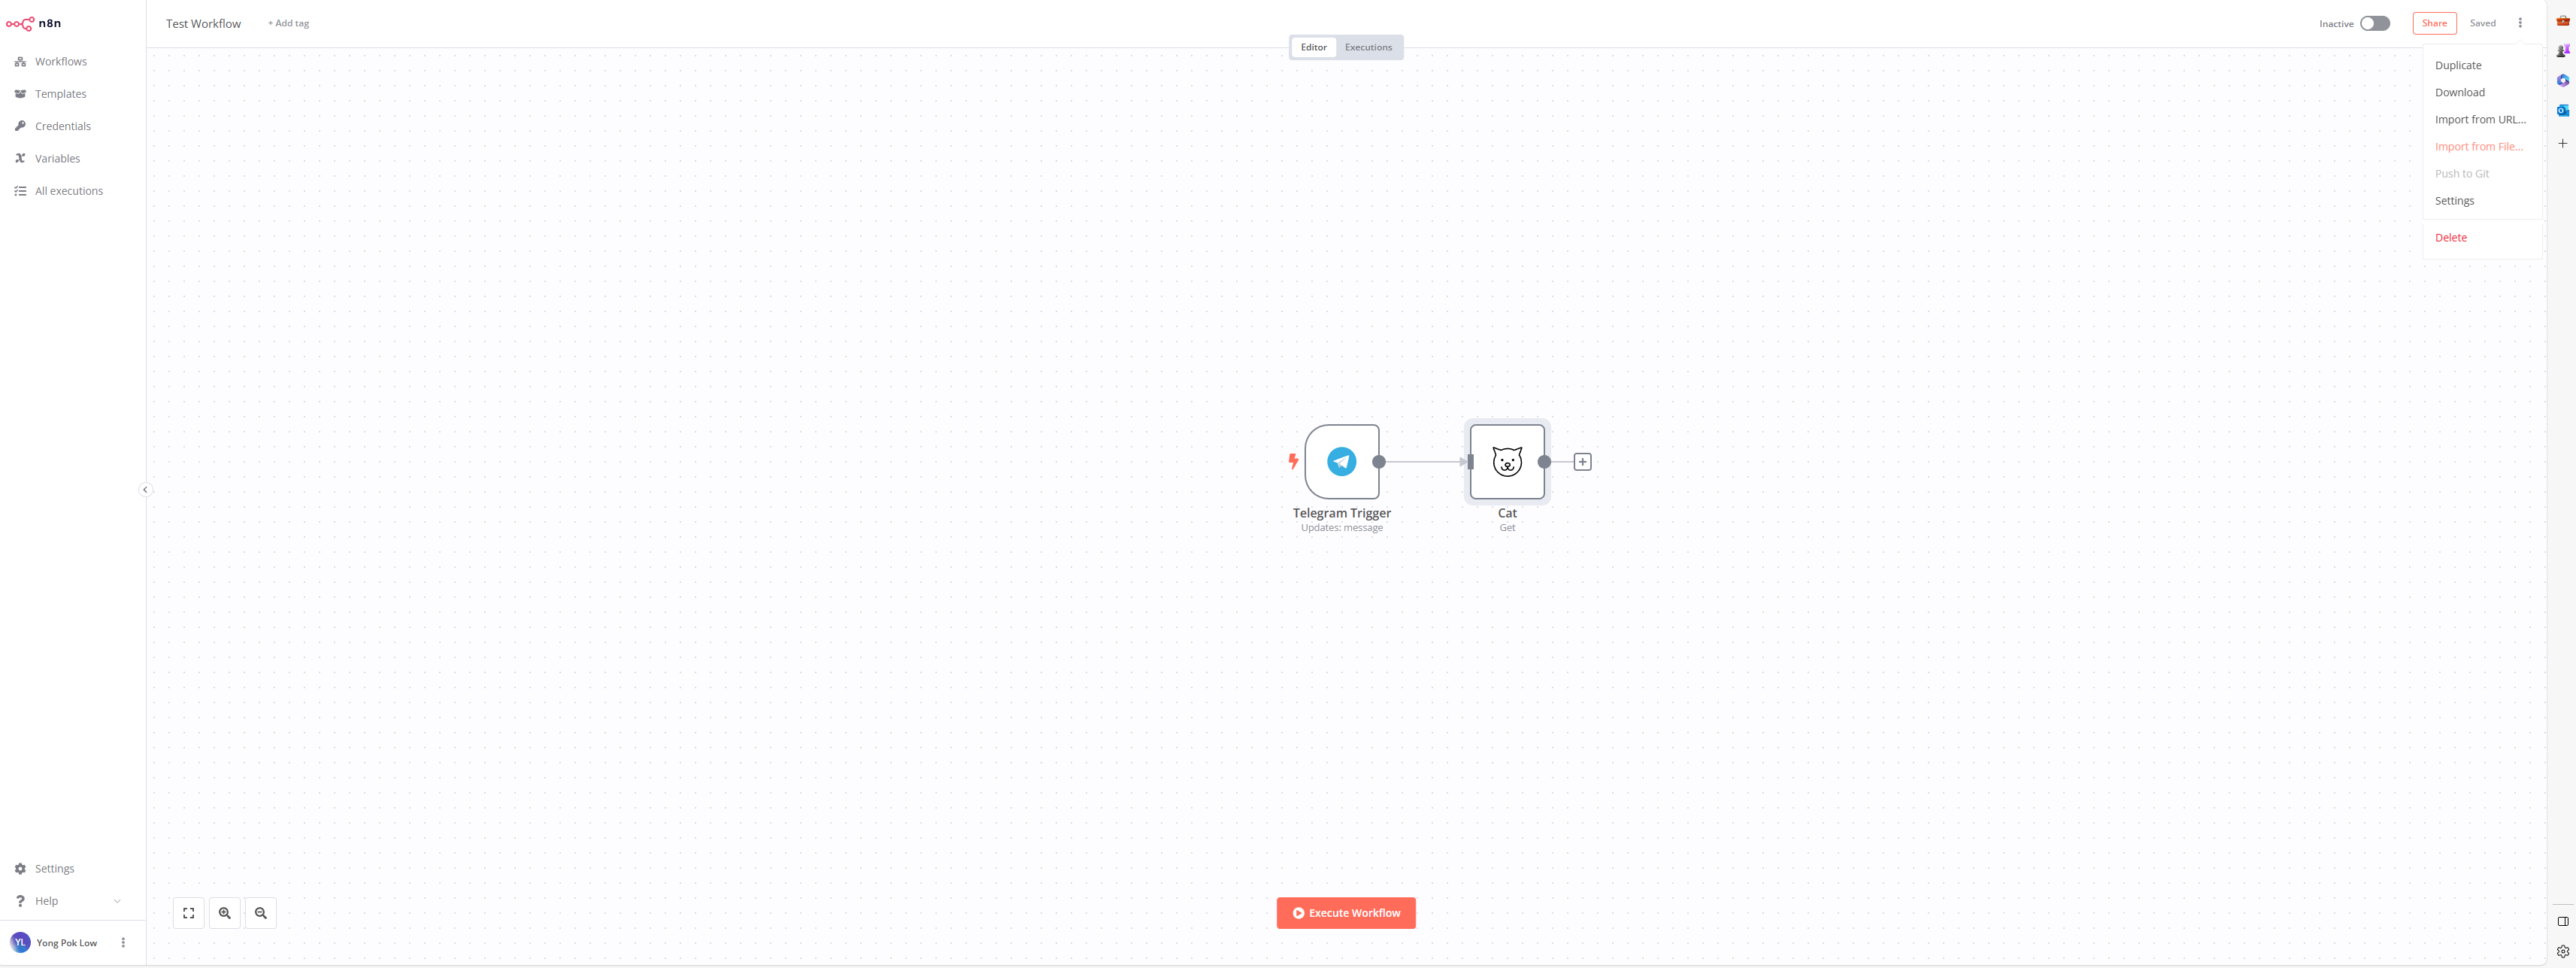 n8n
Test Workflow
+ Add tag
Inactive
Share
Saved
Editor
Executions
Workflows
Templates
Credentials
Variables
All executions
Duplicate
Download
Import from URL...
Import from File...
Push to Git
Settings
Delete
Telegram Trigger
Updates: message
Cat
Get
Execute Workflow
Settings
Help
YL
Yong Pok Low